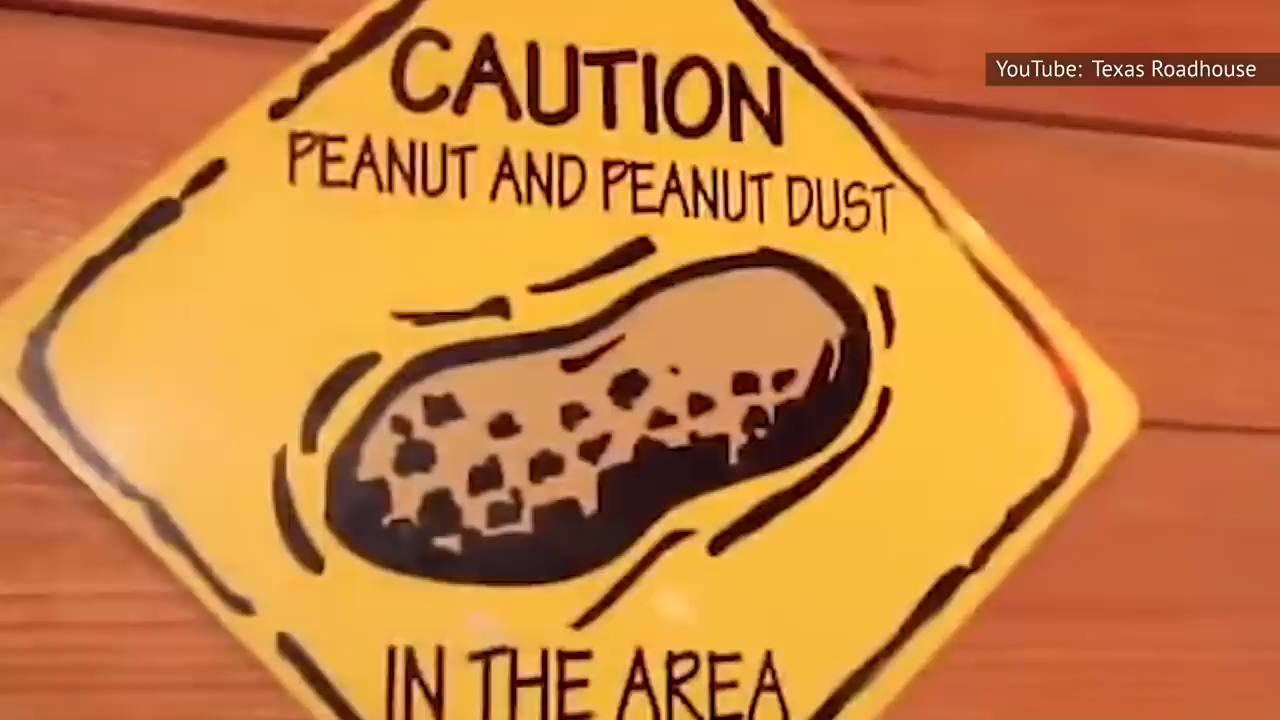 YouTube: Texas Roadhouse
CAUTION
PEANUT AND PEANUT DUST
IN THE AREA